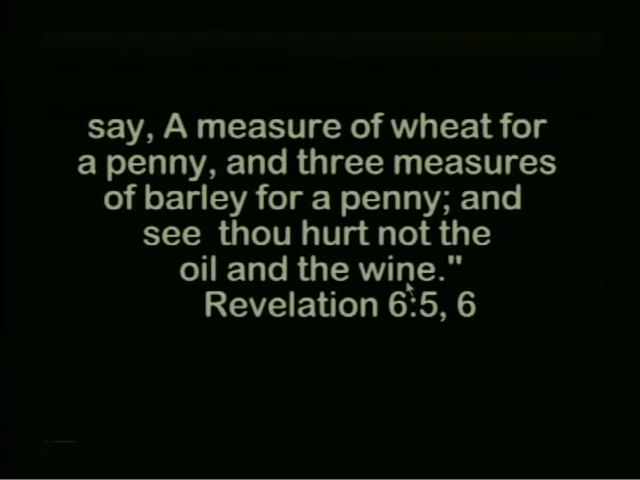 say, A measure of wheat for
a penny, and three measures
of barley for a penny; and
see thou hurt not the
oil and the wine."
Revelation 6:5, 6